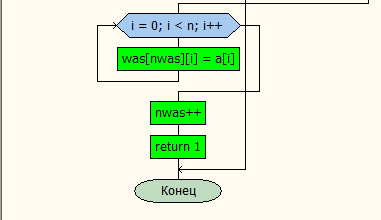 i = 0; i < n; i++
was[nwas][i] = a[i]
nwas++
return 1
Конец